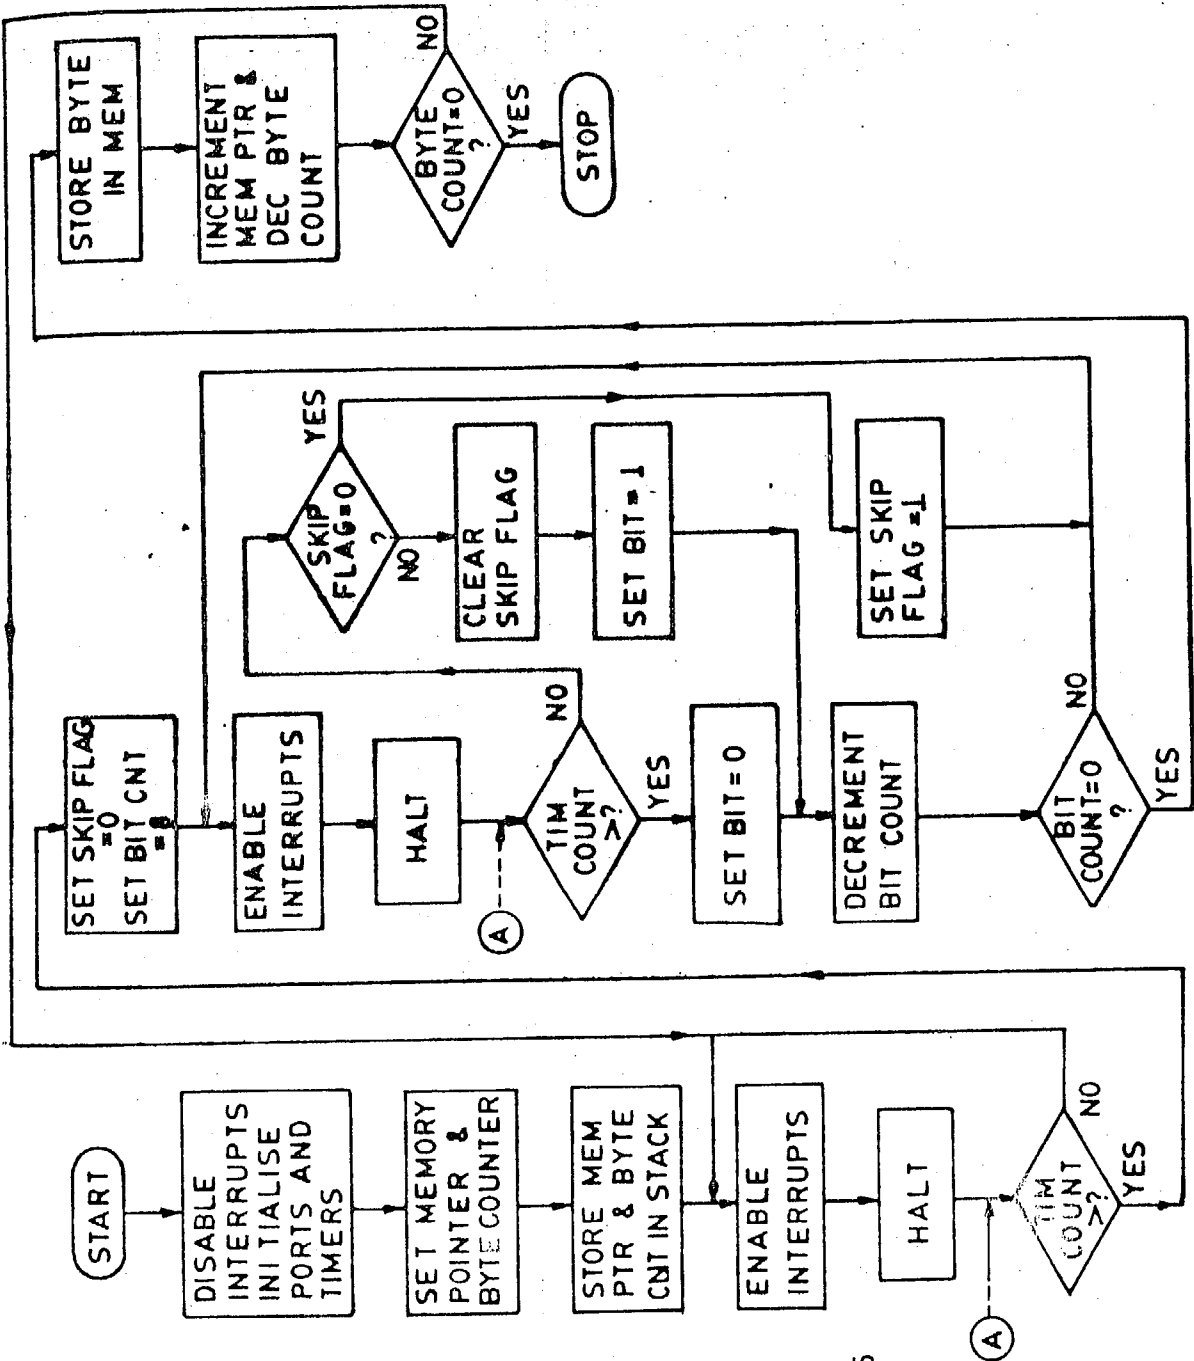 START
DISABLE
INTERRUPTS
INITIALISE
PORTS AND
TIMERS
SET MEMORY
POINTER &
BYTE COUNTER
STORE MEM
PTR & BYTE
CNT IN STACK
ENABLE
INTERRUPTS
HALT
A
TIM
COUNT
>?
NO
YES
SET SKIP FLAG
=0
SET BIT CNT
=8
ENABLE
INTERRUPTS
HALT
A
TIM
COUNT
>?
NO
YES
SET BIT=0
DECREMENT
BIT COUNT
BIT
COUNT=0
?
NO
YES
SKIP
FLAG=0
?
YES
NO
CLEAR
SKIP FLAG
SET BIT=1
SET SKIP
FLAG=1
STORE BYTE
IN MEM
INCREMENT
MEM PTR &
DEC BYTE
COUNT
BYTE
COUNT=0
?
NO
YES
STOP